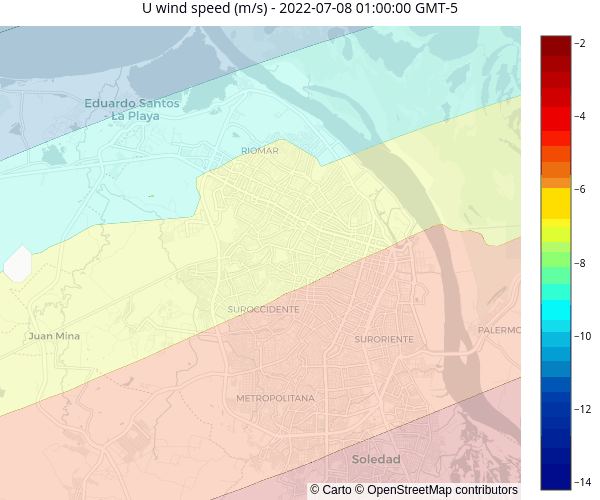 U wind speed (m/s) - 2022-07-08 01:00:00 GMT-5
−2
Eduardo Santos
- La Playa
−4
RIOMAR
−6
−8
SUROCCIDENTE
PALERMO
Juan Mina
SURORIENTE
−10
METROPOLITANA
−12
Soledad
−14
© Carto © OpenStreetMap contributors